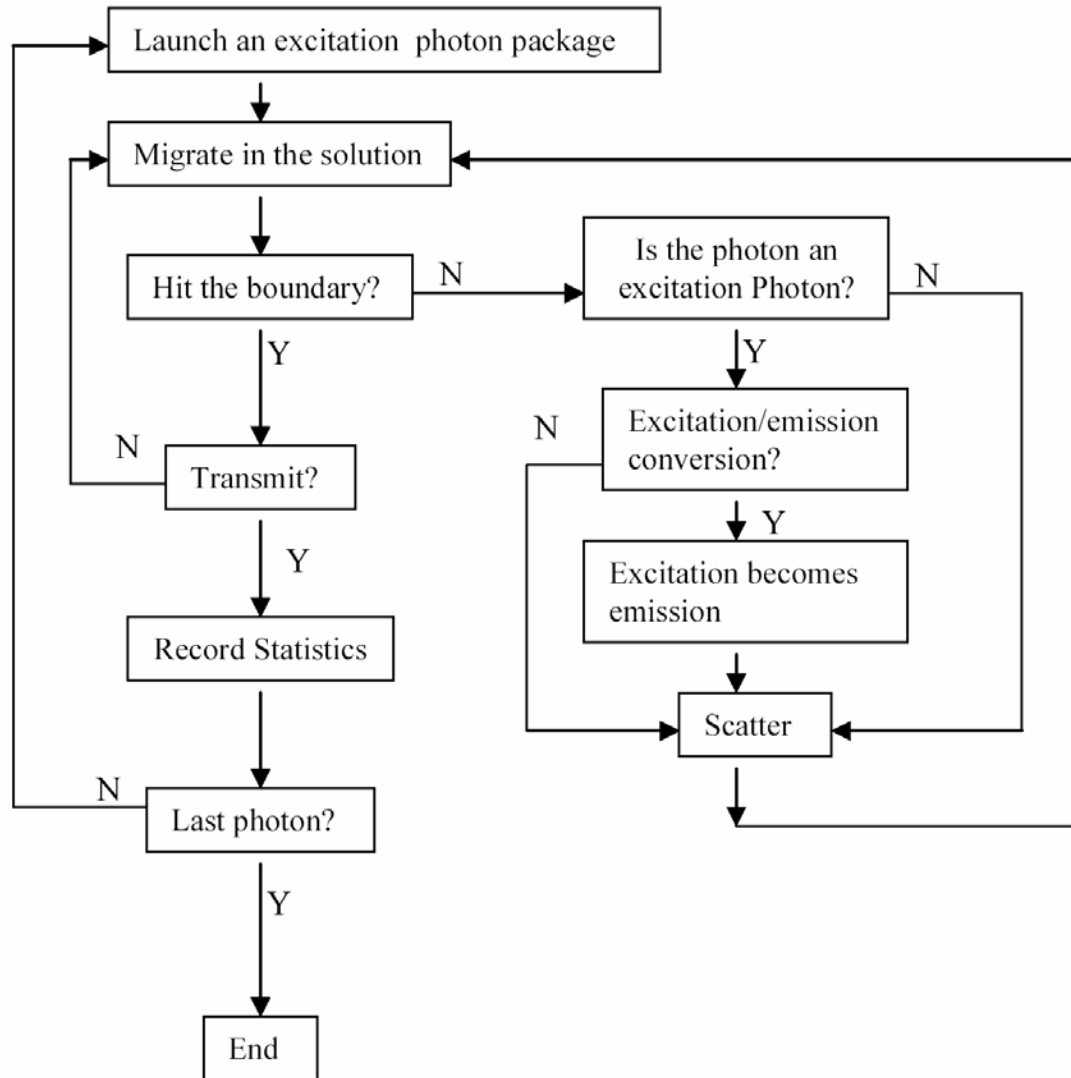 Launch an excitation photon package
Migrate in the solution
Hit the boundary?
N
Is the photon an
excitation Photon?
N
Y
Y
Excitation/emission
conversion?
N
N
Transmit?
Y
Excitation becomes
emission
Y
Record Statistics
Scatter
N
Last photon?
Y
End